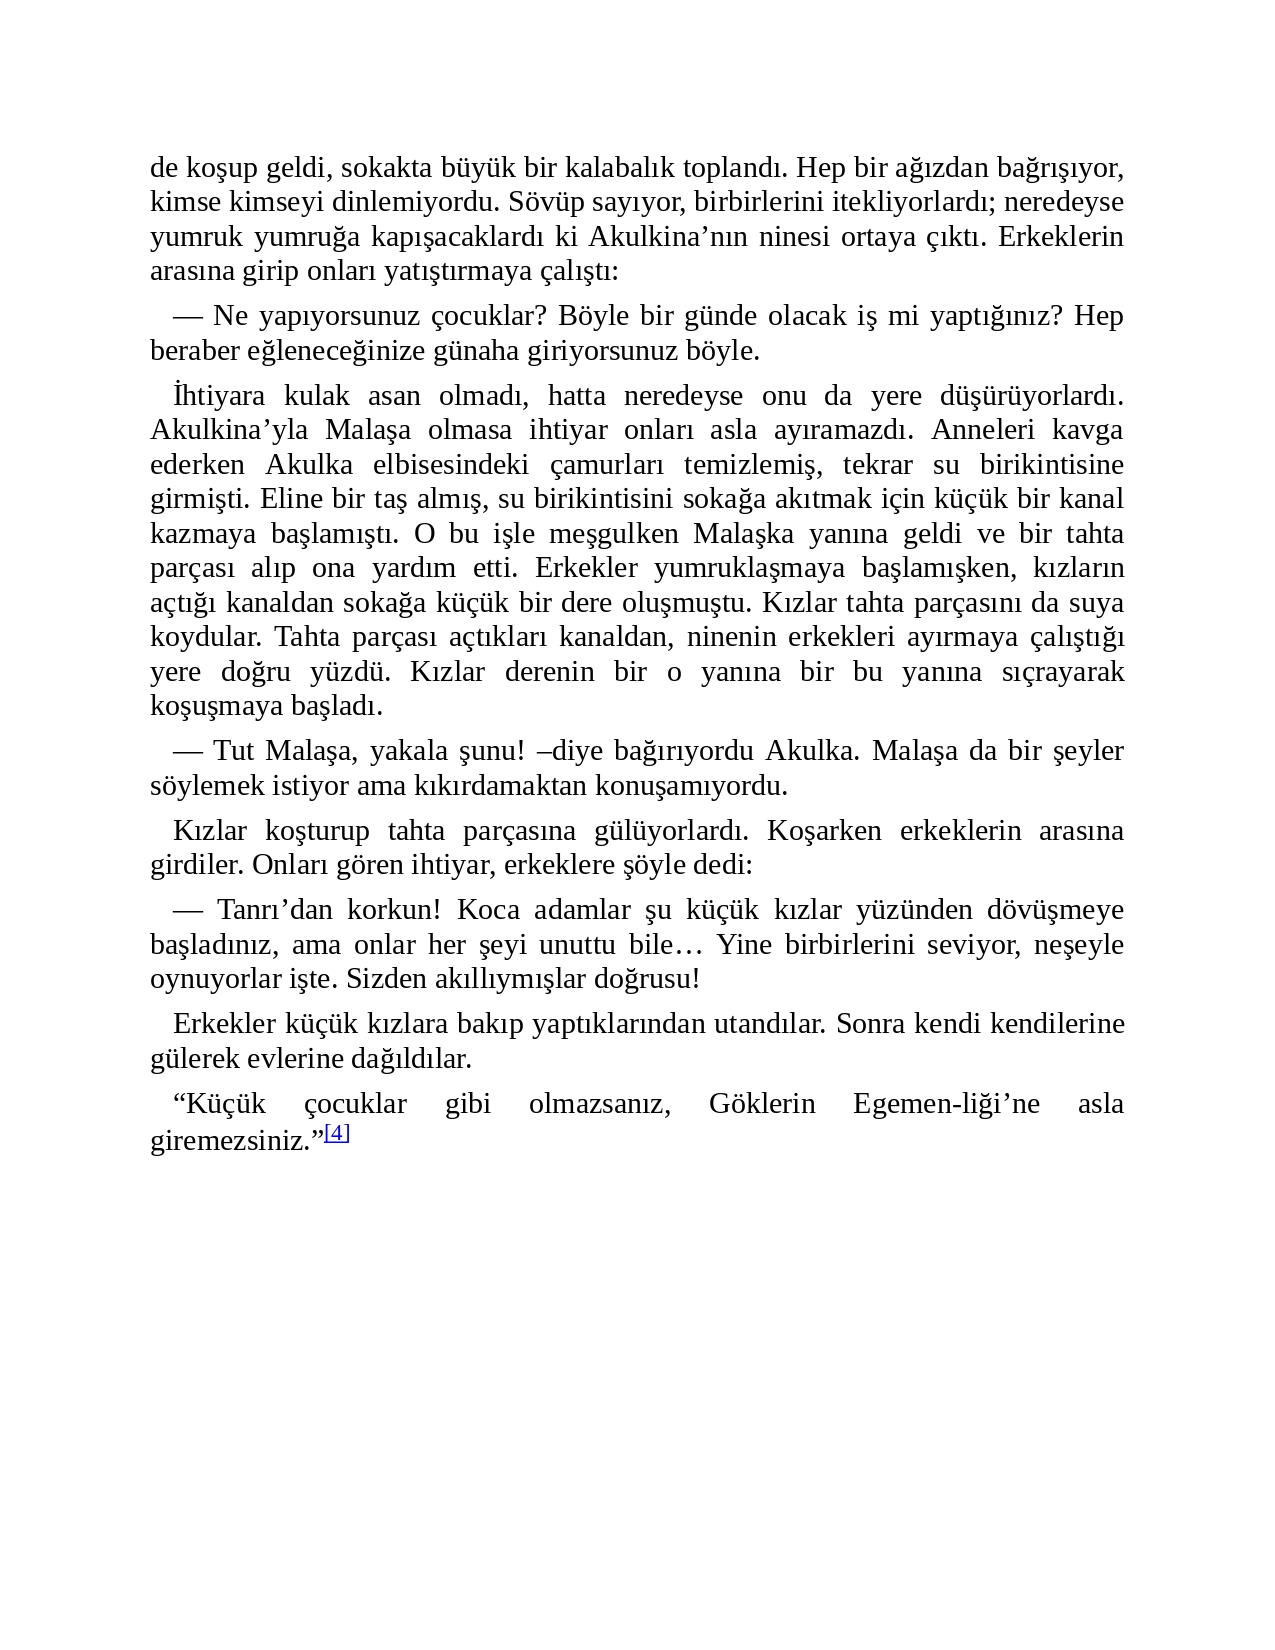 de koşup geldi, sokakta büyük bir kalabalık toplandı. Hep bir ağızdan bağrışıyor,
kimse kimseyi dinlemiyordu. Sövüp sayıyor, birbirlerini itekliyorlardı; neredeyse
yumruk yumruğa kapışacaklardı ki Akulkina’nın ninesi ortaya çıktı. Erkeklerin
arasına girip onları yatıştırmaya çalıştı:
— Ne yapıyorsunuz çocuklar? Böyle bir günde olacak iş mi yaptığınız? Hep
beraber eğleneceğinize günaha giriyorsunuz böyle.
İhtiyara kulak asan olmadı, hatta neredeyse onu da yere düşürüyorlardı.
Akulkina’yla Malaşa olmasa ihtiyar onları asla ayıramazdı. Anneleri kavga
ederken Akulka elbisesindeki çamurları temizlemiş, tekrar su birikintisine
girmişti. Eline bir taş almış, su birikintisini sokağa akıtmak için küçük bir kanal
kazmaya başlamıştı. O bu işle meşgulken Malaşka yanına geldi ve bir tahta
parçası alıp ona yardım etti. Erkekler yumruklaşmaya başlamışken, kızların
açtığı kanaldan sokağa küçük bir dere oluşmuştu. Kızlar tahta parçasını da suya
koydular. Tahta parçası açtıkları kanaldan, ninenin erkekleri ayırmaya çalıştığı
yere doğru yüzdü. Kızlar derenin bir o yanına bir bu yanına sıçrayarak
koşuşmaya başladı.
— Tut Malaşa, yakala şunu! –diye bağırıyordu Akulka. Malaşa da bir şeyler
söylemek istiyor ama kıkırdamaktan konuşamıyordu.
Kızlar koşturup tahta parçasına gülüyorlardı. Koşarken erkeklerin arasına
girdiler. Onları gören ihtiyar, erkeklere şöyle dedi:
— Tanrı’dan korkun! Koca adamlar şu küçük kızlar yüzünden dövüşmeye
başladınız, ama onlar her şeyi unuttu bile… Yine birbirlerini seviyor, neşeyle
oynuyorlar işte. Sizden akıllıymışlar doğrusu!
Erkekler küçük kızlara bakıp yaptıklarından utandılar. Sonra kendi kendilerine
gülerek evlerine dağıldılar.
“Küçük çocuklar gibi olmazsanız, Göklerin Egemen-liği’ne asla
giremezsiniz.”[4]